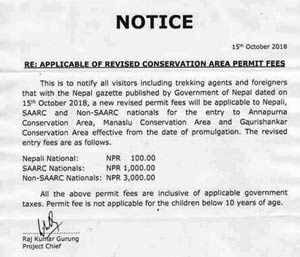 NOTICE
15th October 2018
RE: APPLICABLE OF REVISED CONSERVATION AREA PERMIT FEES
This is to notify all visitors including trekking agents and foreigners
that with the Nepal gazette published by Government of Nepal dated on
15th October 2018, a new revised permit fees will be applicable to Nepali,
SAARC and Non-SAARC nationals for the entry to Annapurna
Conservation Area, Manaslu Conservation Area and Gaurishankar
Conservation Area effective from the date of promulgation. The revised
entry fees are as follows.
Nepali National: NPR 100.00
SAARC Nationals: NPR 1,000.00
Non-SAARC Nationals: NPR 3,000.00
All the above permit fees are inclusive of applicable government
taxes. Permit fee is not applicable for the children below 10 years of age.
Raj Kumar Gurung
Project Chief